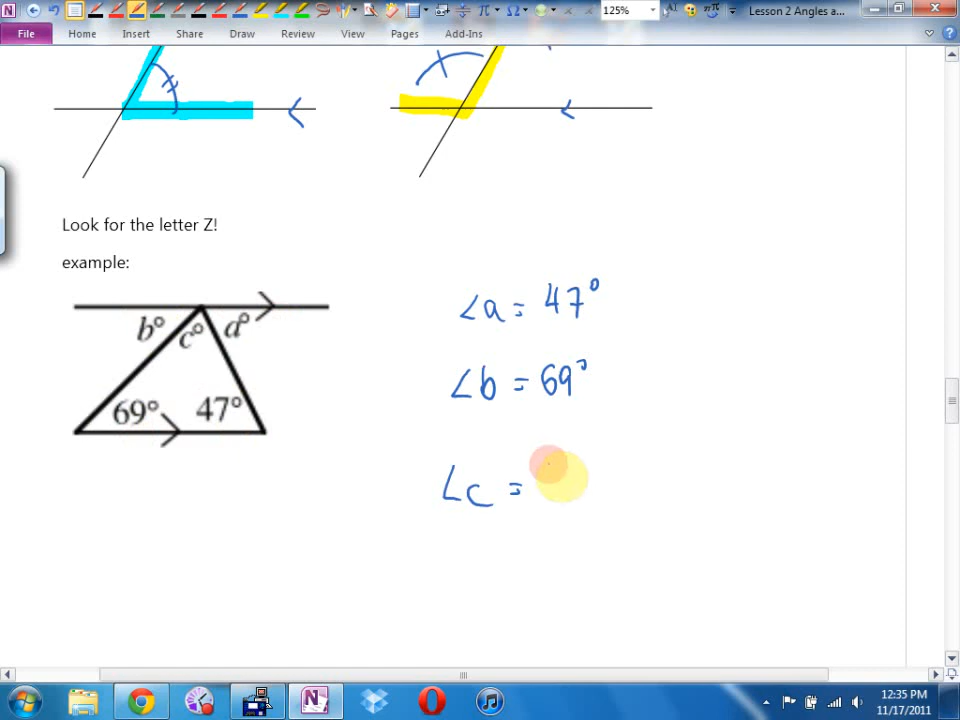 125%
Lesson 2 Angles a...
File Home Insert Share Draw Review View Pages Add-Ins
Look for the letter Z!
example:
∠a = 47°
b° c° a°
∠b = 69°
69° 47°
∠c =
12:35 PM
11/17/2011